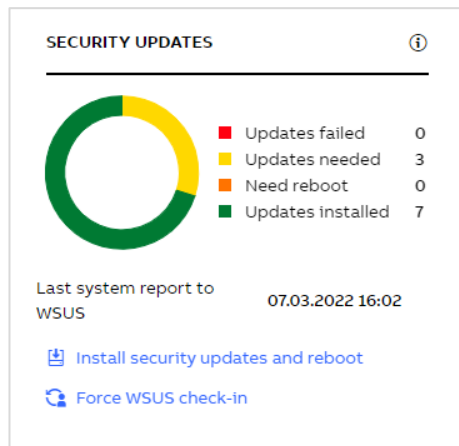 SECURITY UPDATES
Updates failed 0
Updates needed 3
Need reboot 0
Updates installed 7
Last system report to
WSUS
07.03.2022 16:02
Install security updates and reboot
Force WSUS check-in